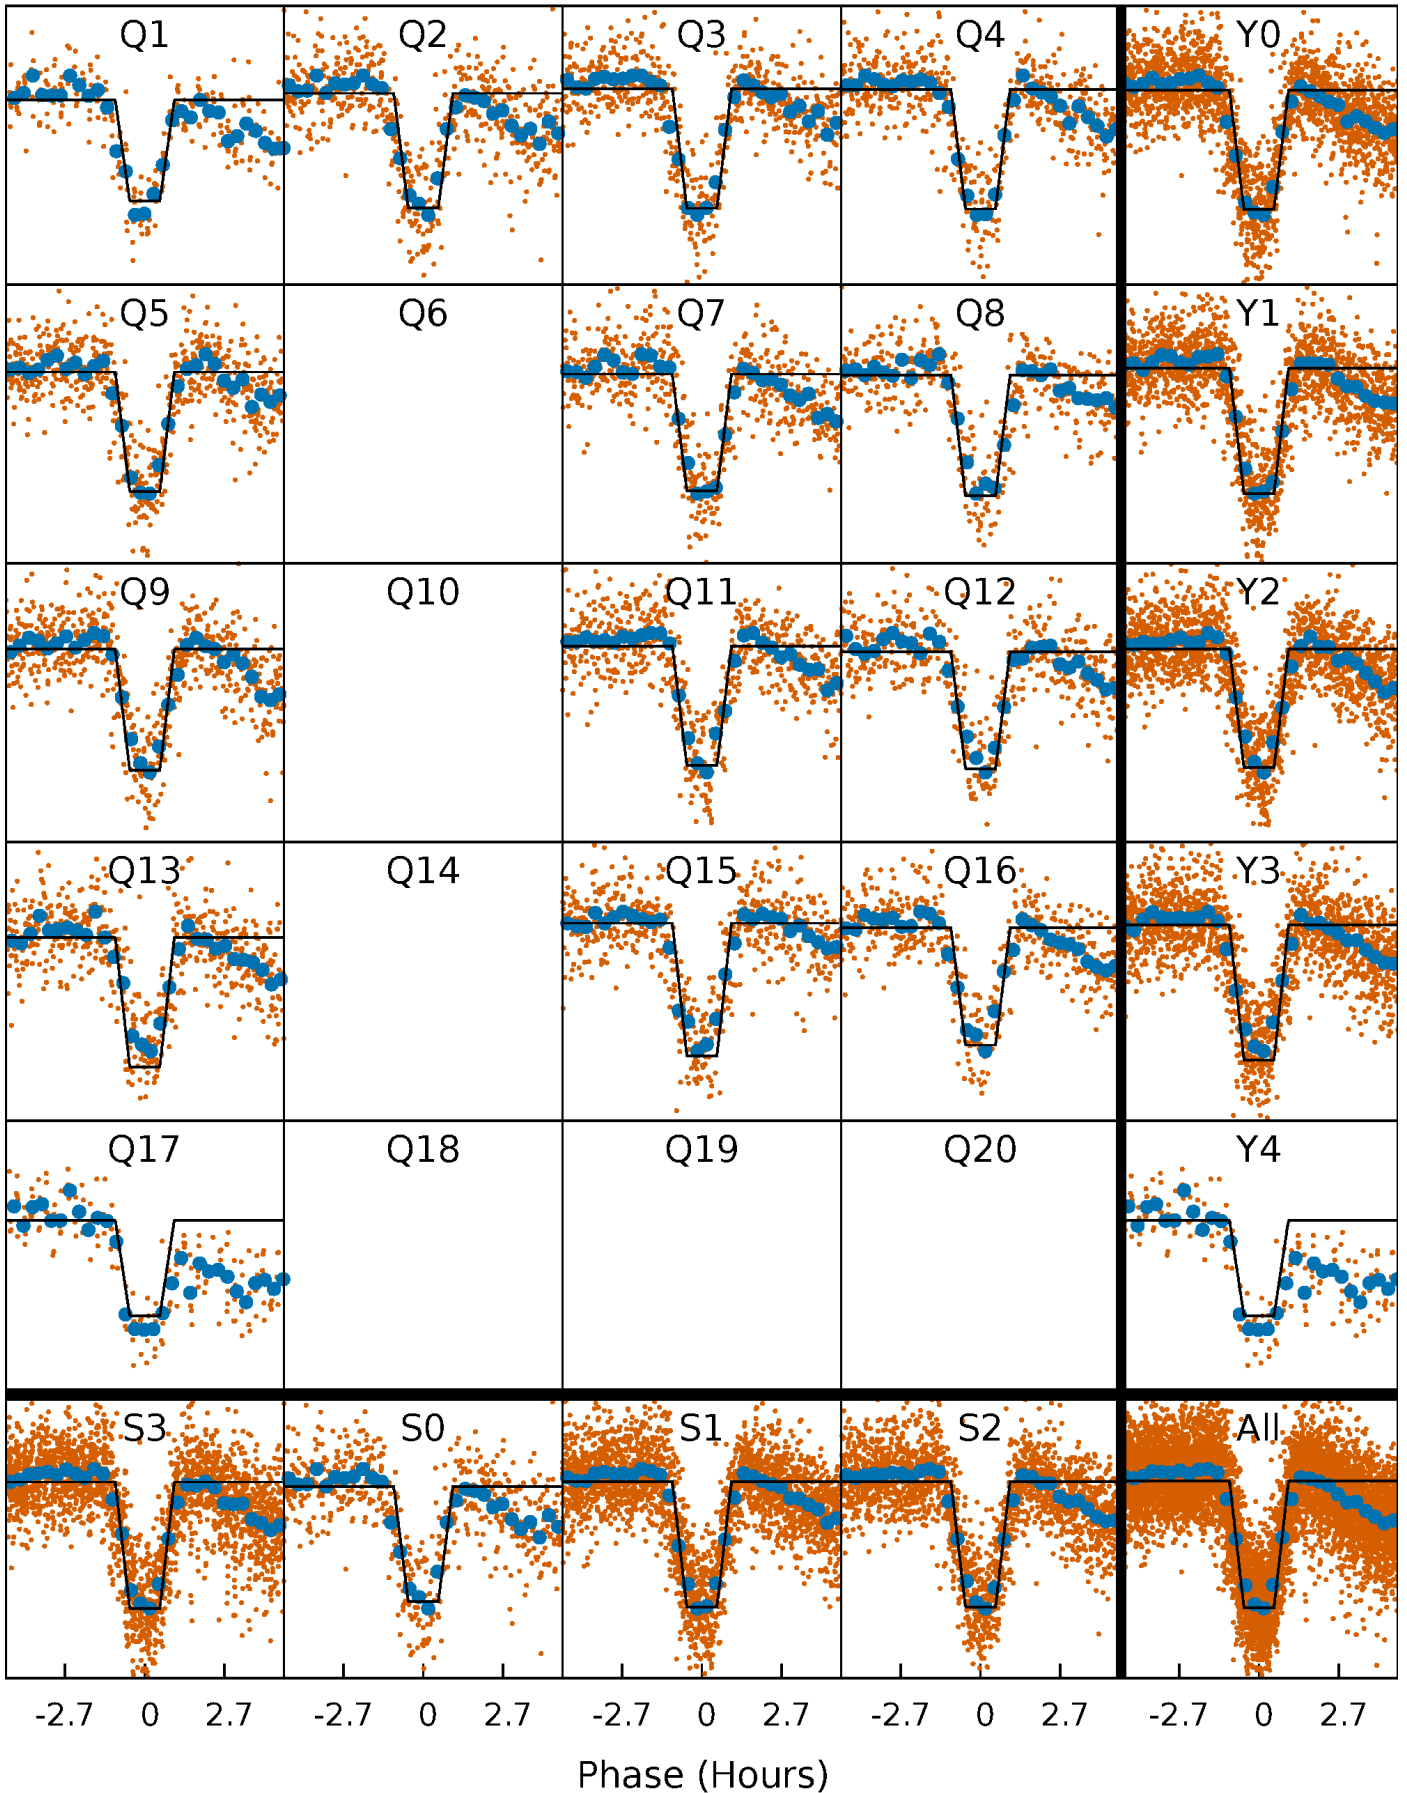 Q1 Q2 Q3 Q4 Y0
Q5 Q6 Q7 Q8 Y1
Q9 Q10 Q11 Q12 Y2
Q13 Q14 Q15 Q16 Y3
Q17 Q18 Q19 Q20 Y4
S3 S0 S1 S2 All
-2.7 0 2.7 -2.7 0 2.7 -2.7 0 2.7 -2.7 0 2.7 -2.7 0 2.7
Phase (Hours)